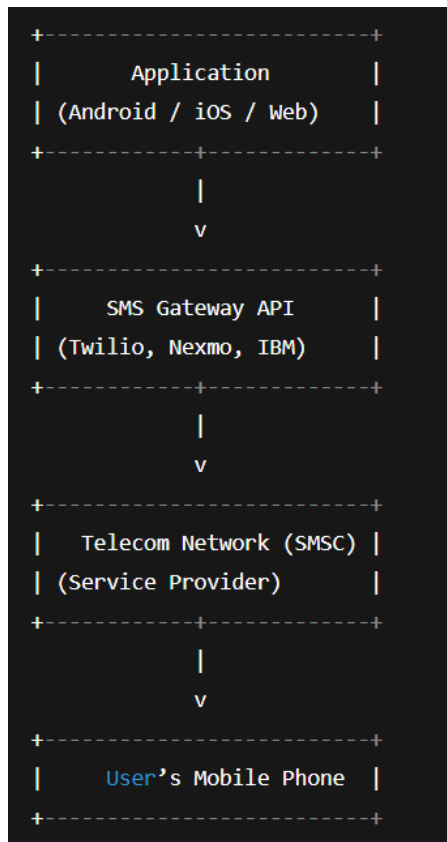 +---------------------------+
|       Application         |
| (Android / iOS / Web)     |
+------------+--------------+
             |
             v
+---------------------------+
|     SMS Gateway API       |
| (Twilio, Nexmo, IBM)      |
+------------+--------------+
             |
             v
+---------------------------+
|   Telecom Network (SMSC)  |
| (Service Provider)        |
+------------+--------------+
             |
             v
+---------------------------+
|     User’s Mobile Phone   |
+---------------------------+